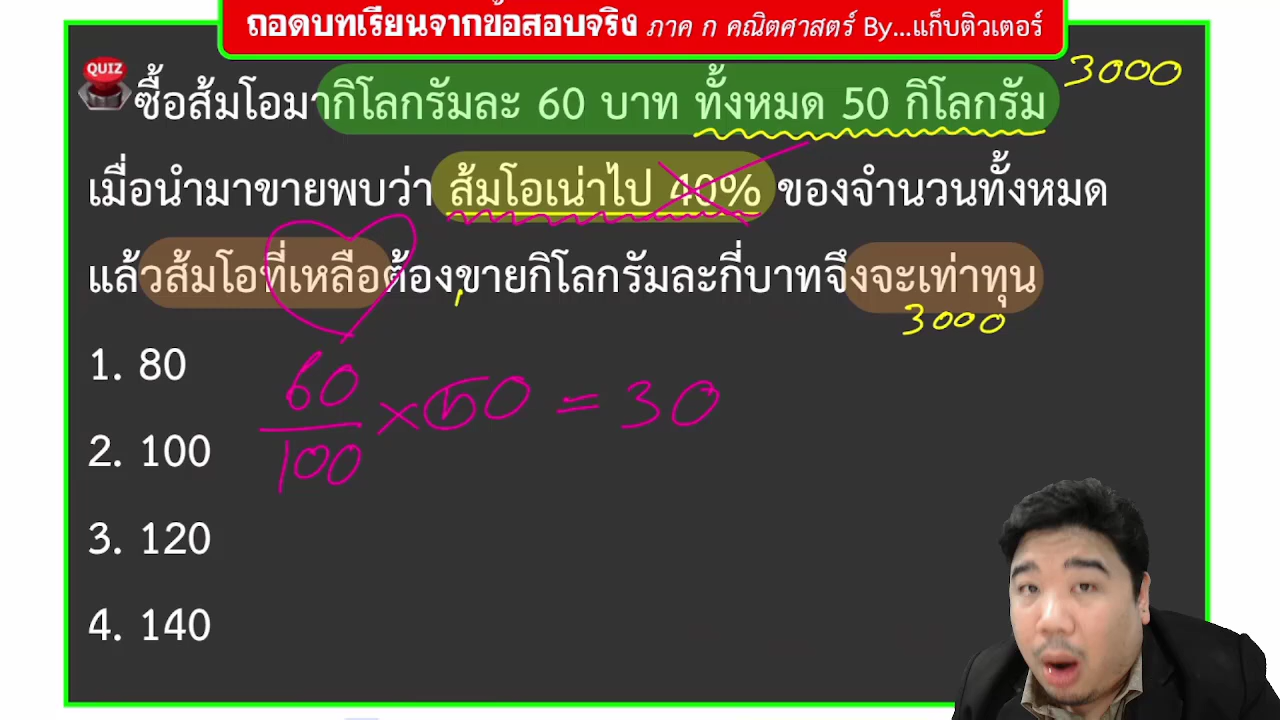 ถอดบทเรียนจากข้อสอบจริง ภาค ก คณิตศาสตร์ By...แก็บติวเตอร์
QUIZ
ซื้อส้มโอมากิโลกรัมละ 60 บาท ทั้งหมด 50 กิโลกรัม 3000
เมื่อนำมาขายพบว่า ส้มโอเน่าไป 40% ของจำนวนทั้งหมด
แล้วส้มโอที่เหลือต้องขายกิโลกรัมละกี่บาทจึงจะเท่าทุน
3000
1. 80
60/100 × 50 = 30
2. 100
3. 120
4. 140